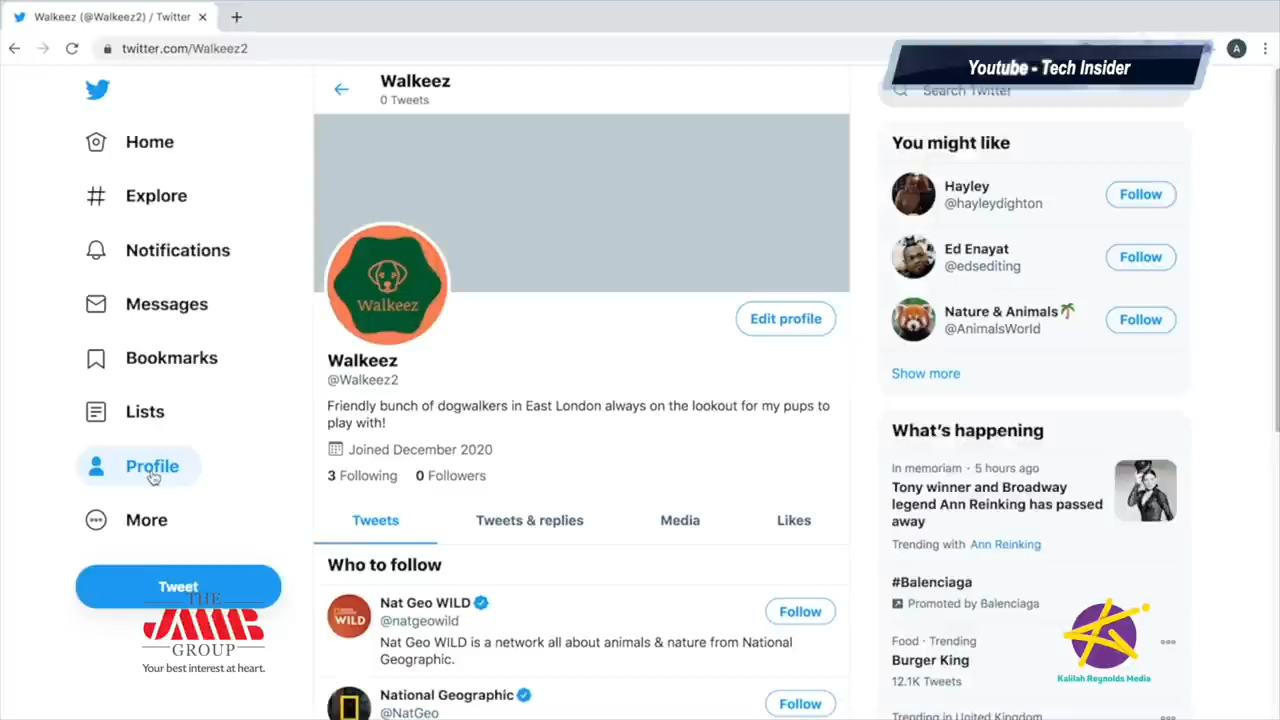 Walkeez (@Walkeez2) / Twitter
twitter.com/Walkeez2
A
Youtube - Tech Insider
Home
Explore
Notifications
Messages
Bookmarks
Lists
Profile
More
Tweet
THE
JMMB
GROUP
Your best interest at heart.
Walkeez
0 Tweets
Walkeez
Edit profile
Walkeez
@Walkeez2
Friendly bunch of dogwalkers in East London always on the lookout for my pups to
play with!
Joined December 2020
3 Following 0 Followers
Tweets Tweets & replies Media Likes
Who to follow
WILD
Nat Geo WILD
@natgeowild
Follow
Nat Geo WILD is a network all about animals & nature from National
Geographic.
National Geographic
@NatGeo
Follow
Search Twitter
You might like
Hayley
@hayleydighton
Follow
Ed Enayat
@edsediting
Follow
Nature & Animals
@AnimalsWorld
Follow
Show more
What's happening
In memoriam · 5 hours ago
Tony winner and Broadway
legend Ann Reinking has passed
away
Trending with Ann Reinking
#Balenciaga
Promoted by Balenciaga
Food · Trending
Burger King
12.1K Tweets
Trending in United Kingdom
Kalilah Reynolds Media